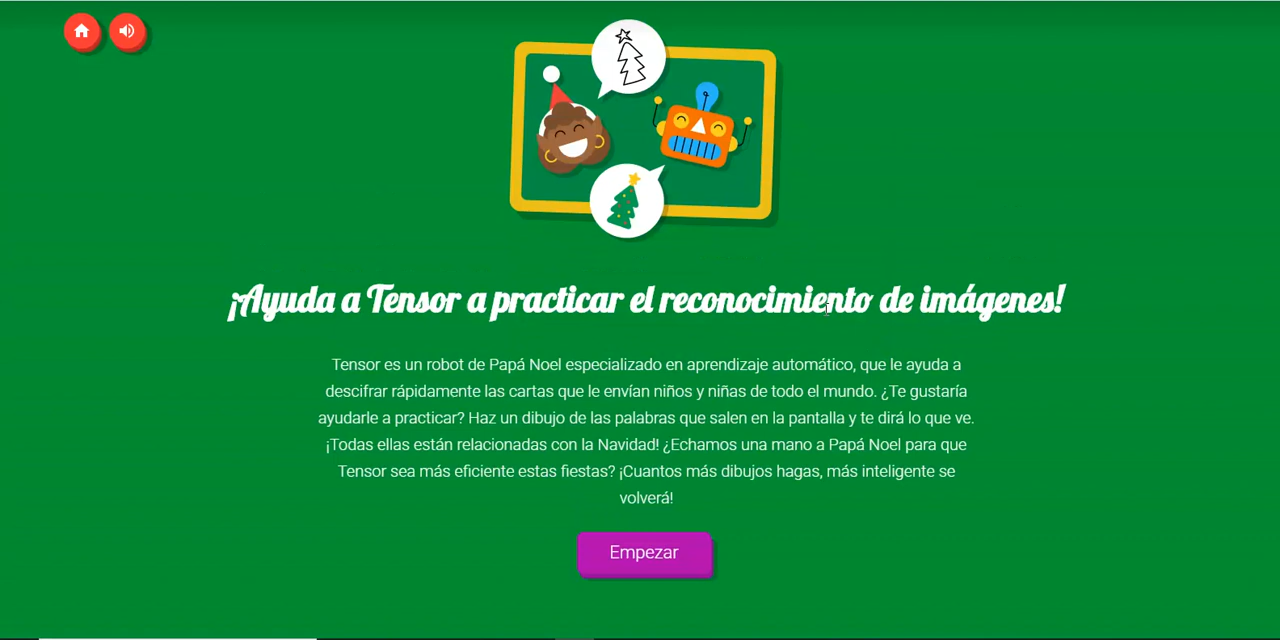 ¡Ayuda a Tensor a practicar el reconocimiento de imágenes!
Tensor es un robot de Papá Noel especializado en aprendizaje automático, que le ayuda a
descifrar rápidamente las cartas que le envían niños y niñas de todo el mundo. ¿Te gustaría
ayudarle a practicar? Haz un dibujo de las palabras que salen en la pantalla y te dirá lo que ve.
¡Todas ellas están relacionadas con la Navidad! ¿Echamos una mano a Papá Noel para que
Tensor sea más eficiente estas fiestas? ¡Cuantos más dibujos hagas, más inteligente se
volverá!
Empezar